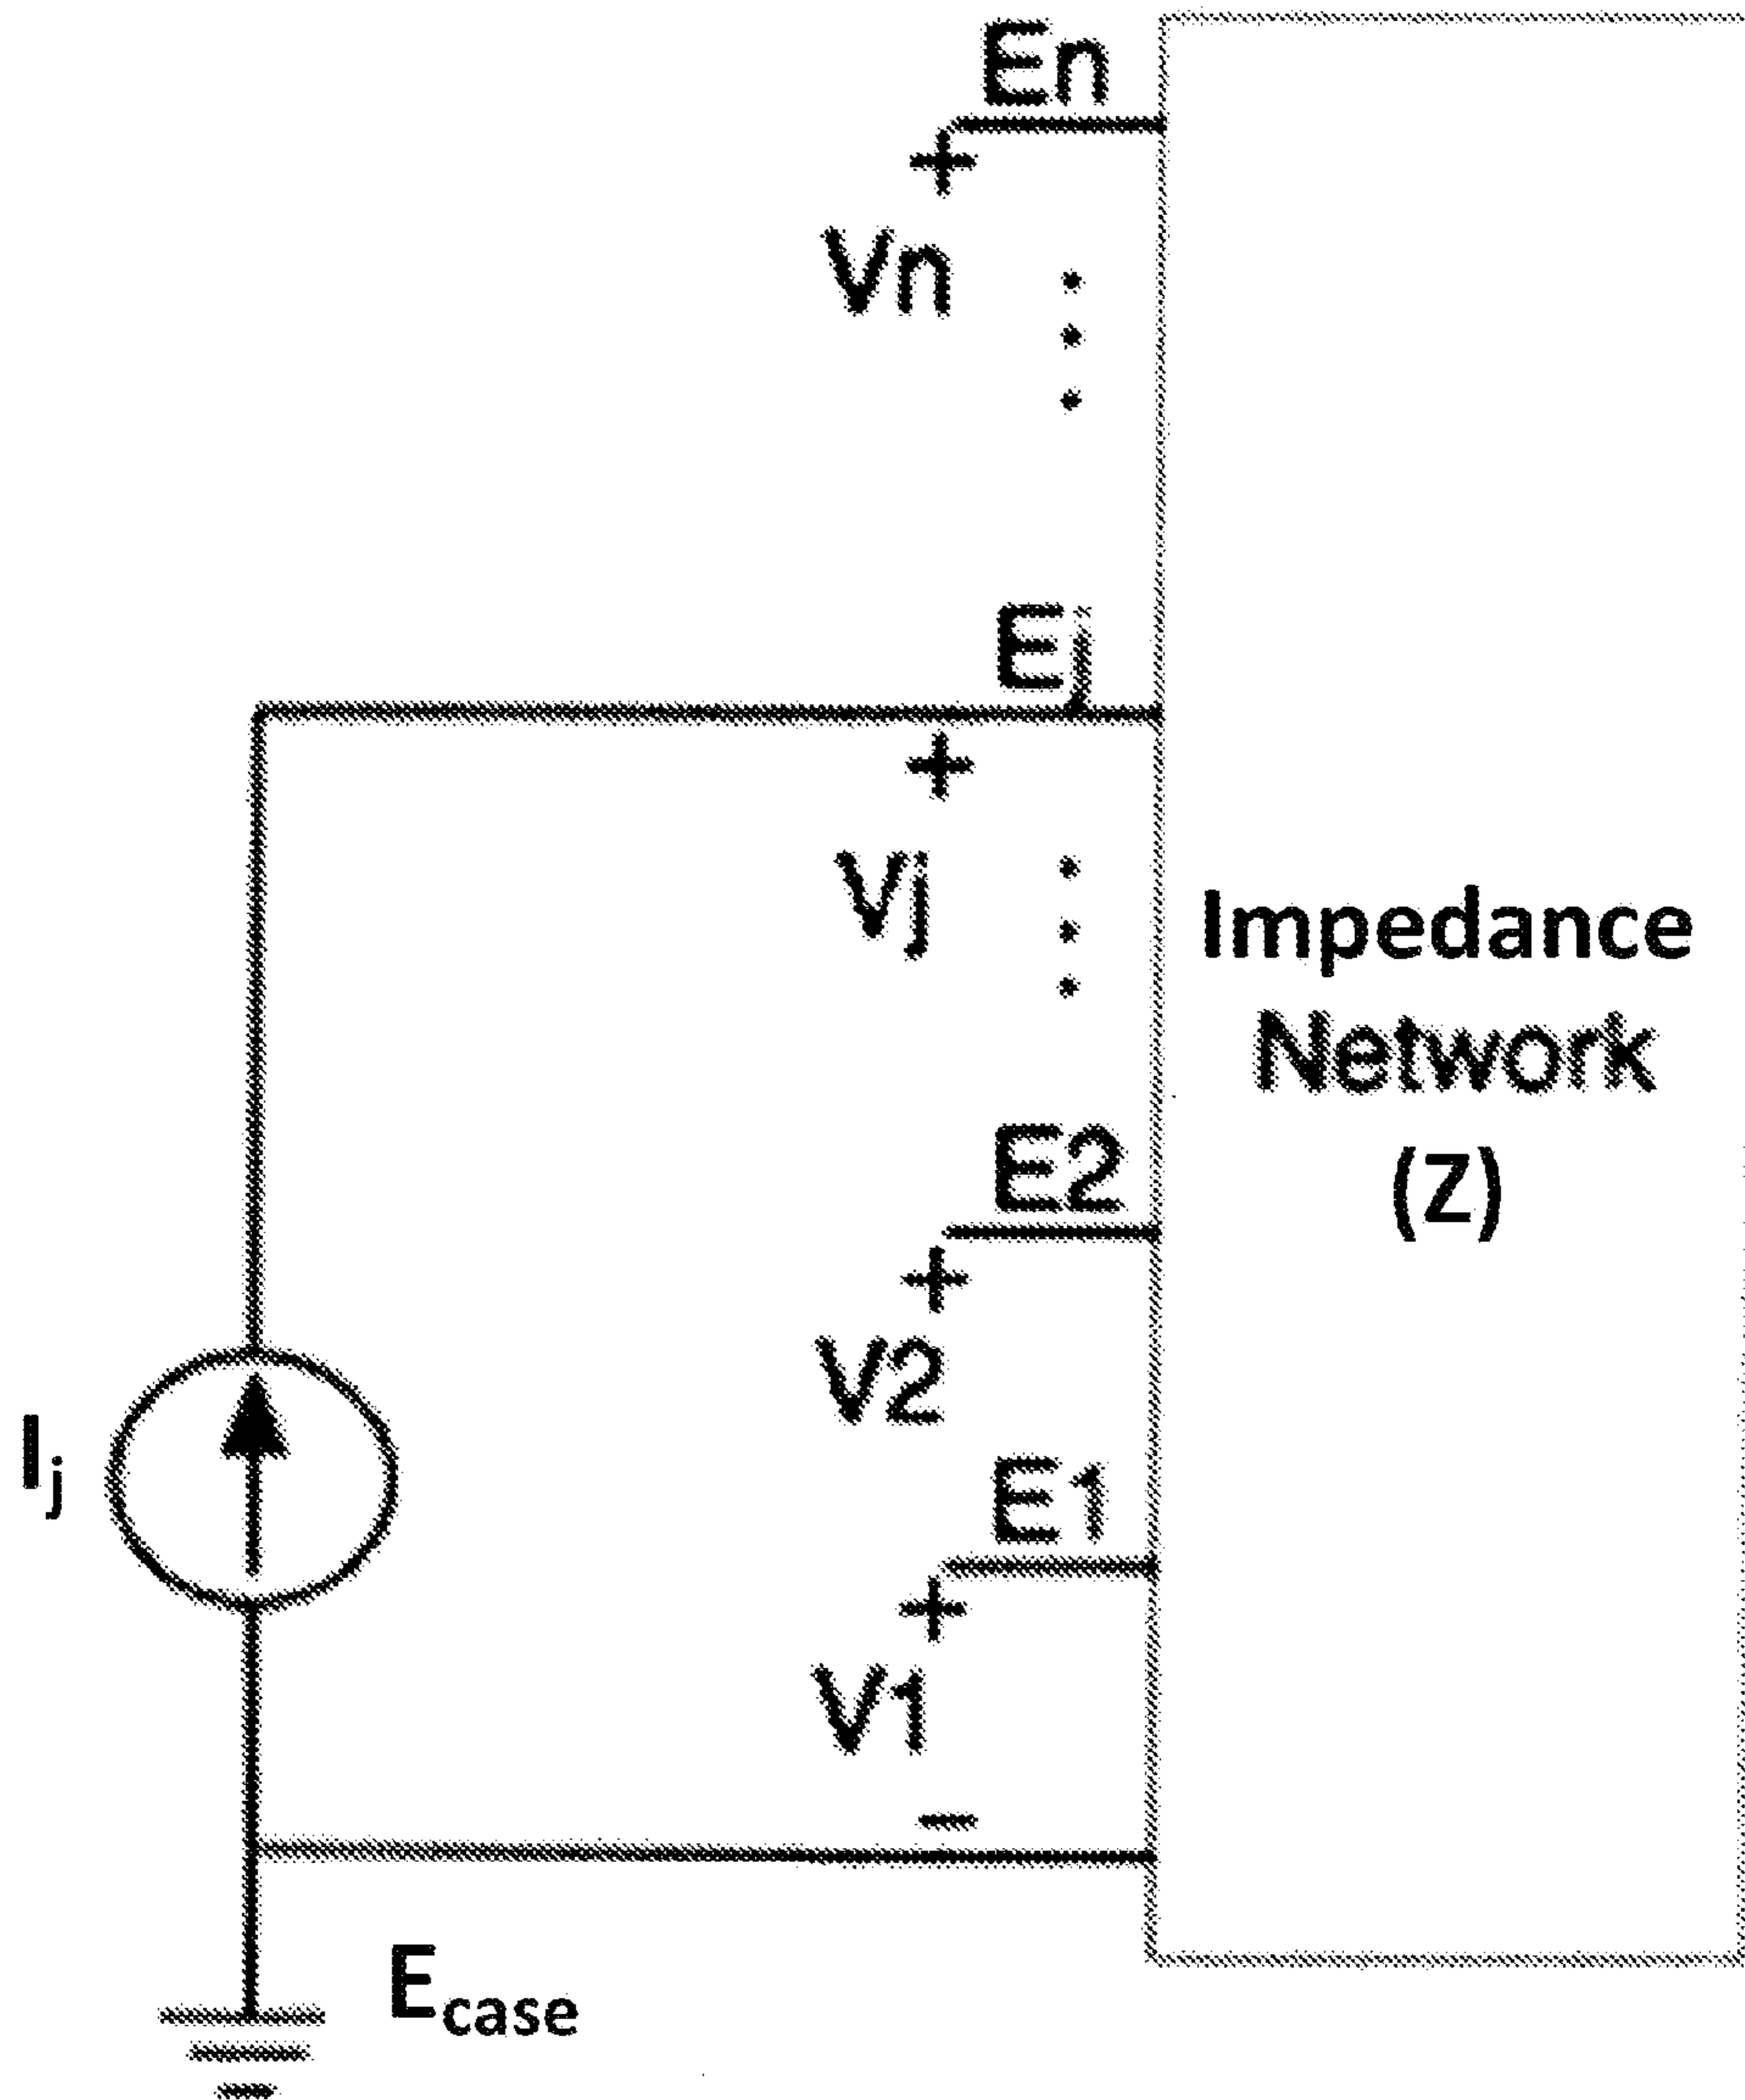 En
+
Vn
Ej
+
Vj
Impedance
Network
(Z)
E2
+
V2
Ij
E1
+
V1
−
Ecase